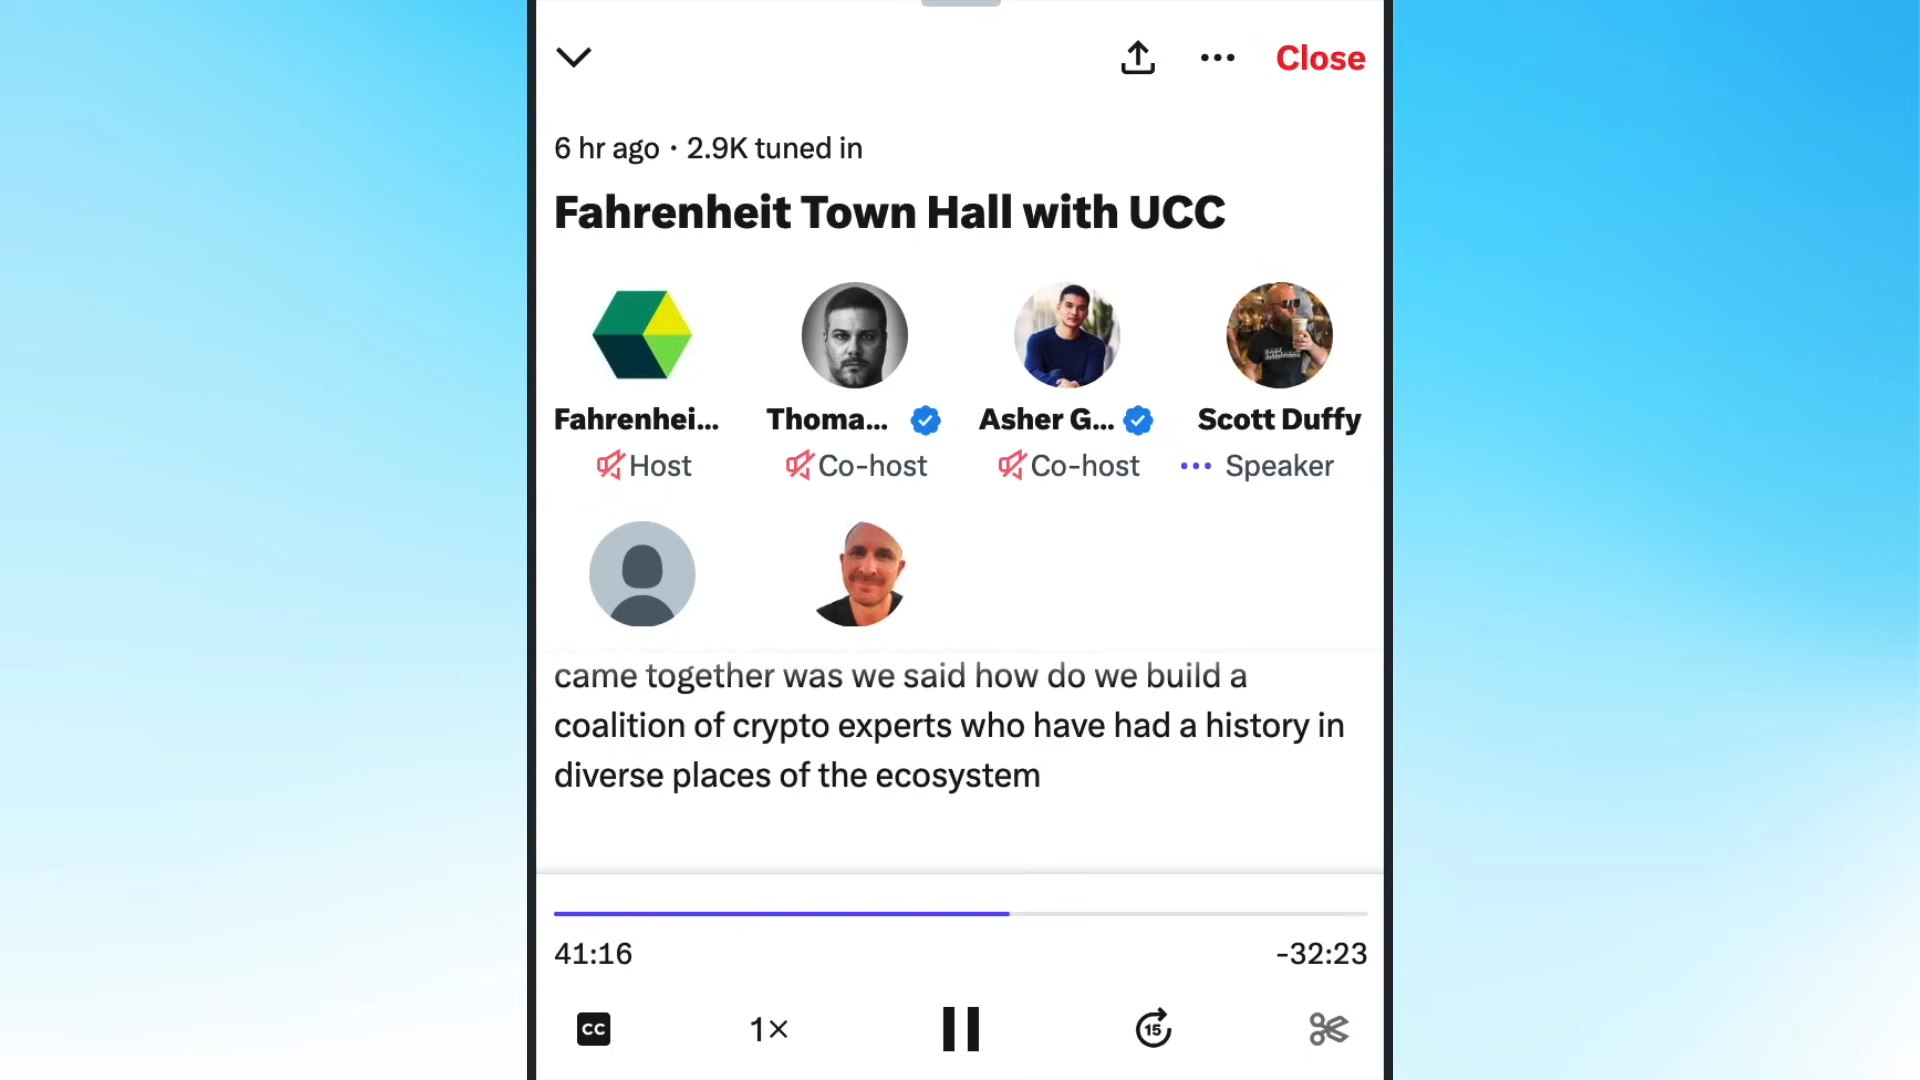 Close
6 hr ago · 2.9K tuned in
Fahrenheit Town Hall with UCC
Fahrenhei... Thoma... Asher G... Scott Duffy
Host Co-host Co-host Speaker
came together was we said how do we build a
coalition of crypto experts who have had a history in
diverse places of the ecosystem
41:16 -32:23
CC 1× 15